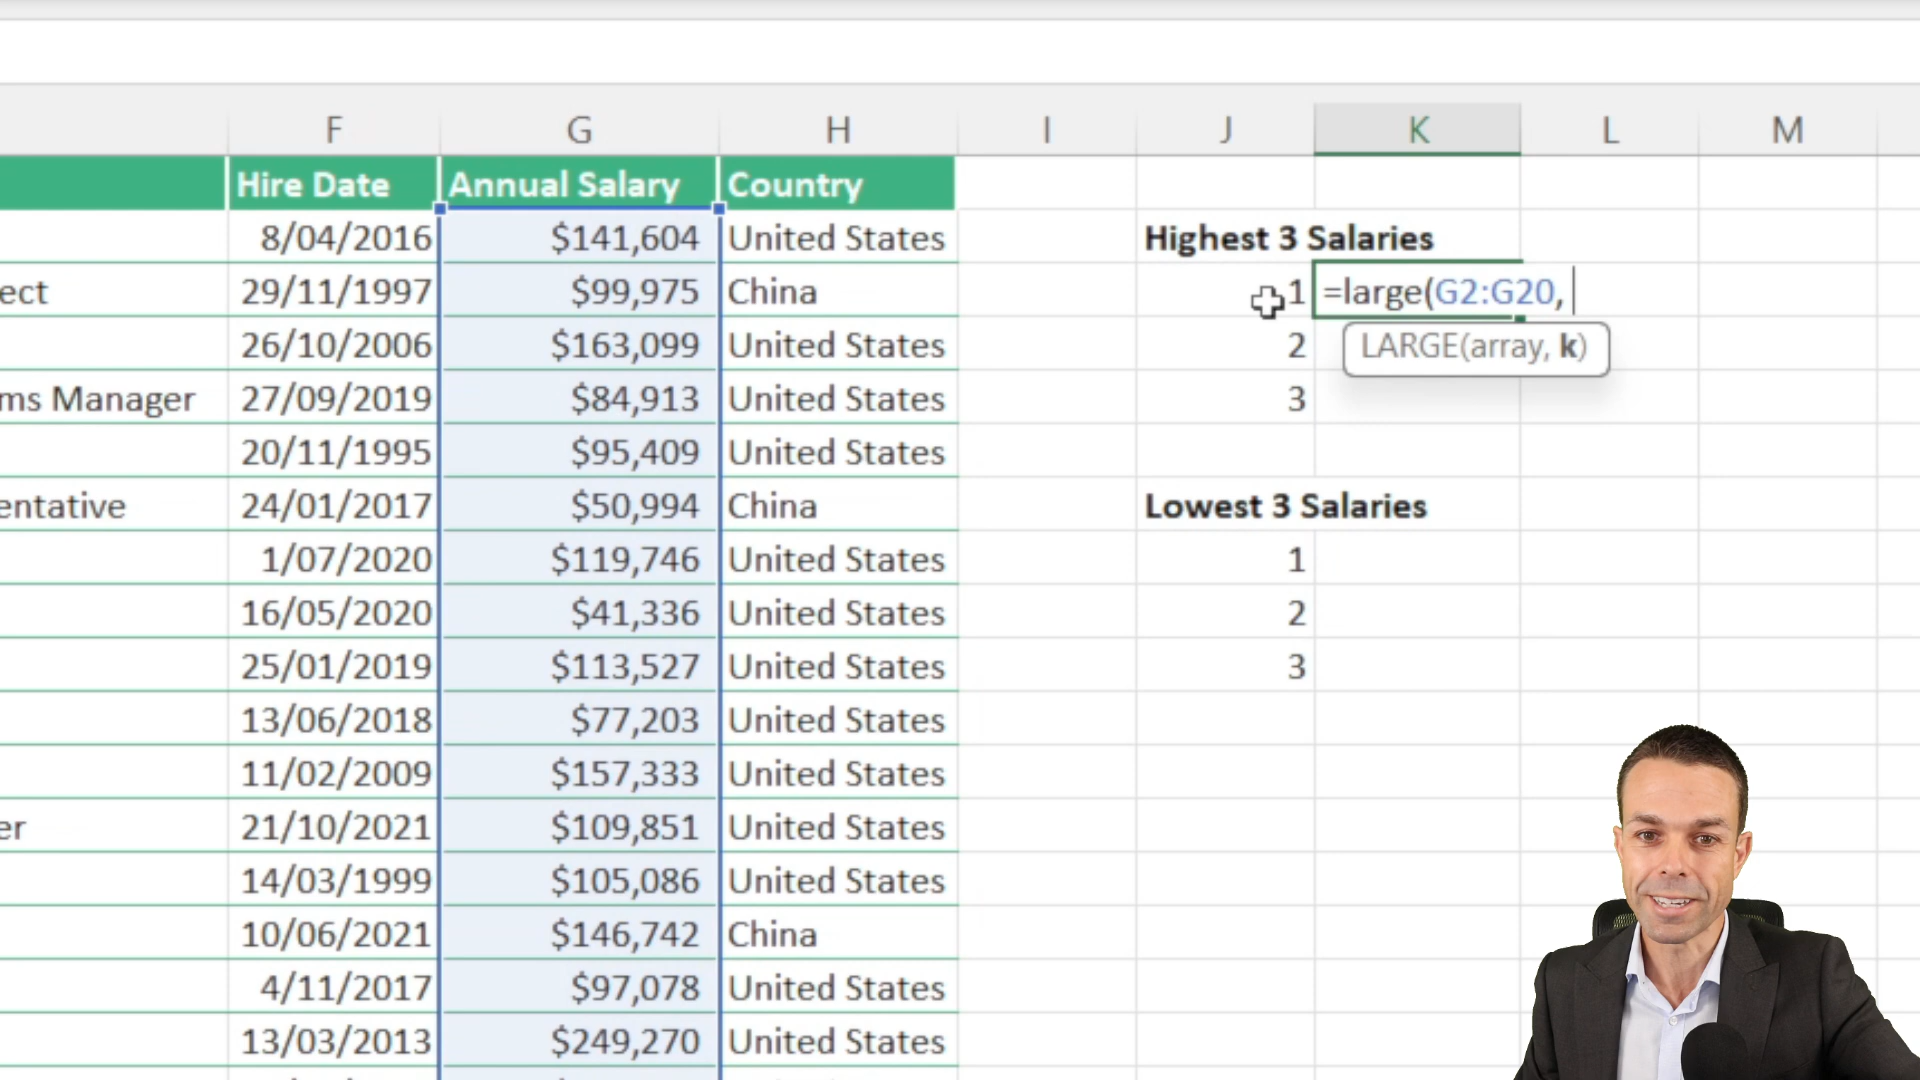 F G H I J K L M
Hire Date Annual Salary Country
8/04/2016 $141,604 United States Highest 3 Salaries
ect 29/11/1997 $99,975 China 1 =large(G2:G20,
26/10/2006 $163,099 United States 2 LARGE(array, k)
ms Manager 27/09/2019 $84,913 United States 3
20/11/1995 $95,409 United States
entative 24/01/2017 $50,994 China Lowest 3 Salaries
1/07/2020 $119,746 United States 1
16/05/2020 $41,336 United States 2
25/01/2019 $113,527 United States 3
13/06/2018 $77,203 United States
11/02/2009 $157,333 United States
er 21/10/2021 $109,851 United States
14/03/1999 $105,086 United States
10/06/2021 $146,742 China
4/11/2017 $97,078 United States
13/03/2013 $249,270 United States